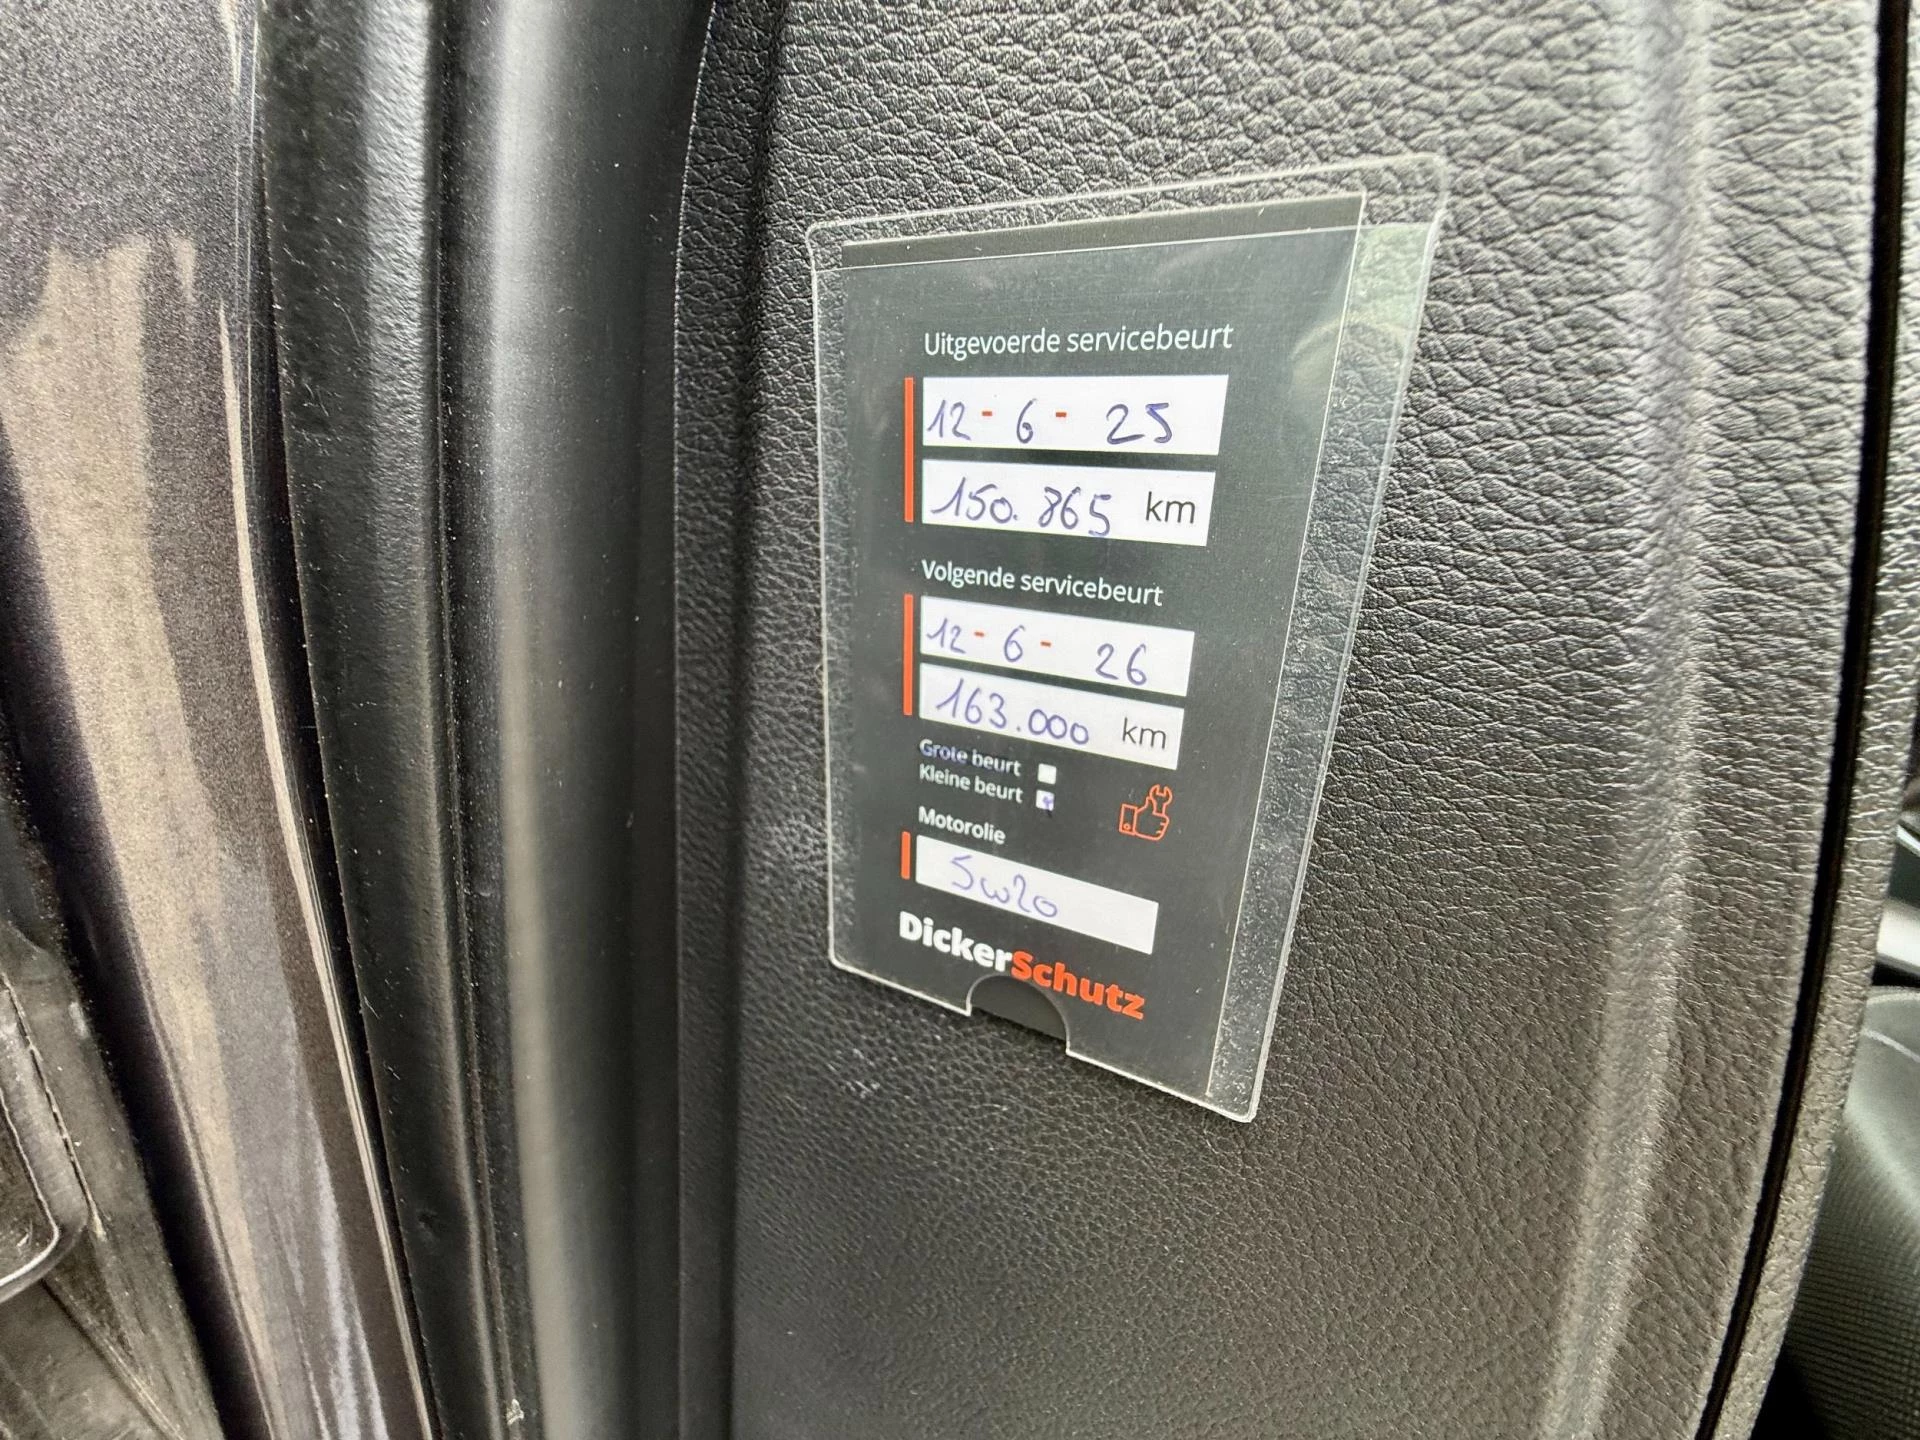 Uitgevoerde servicebeurt
12 - 6 - 25
150.865 km
Volgende servicebeurt
12 - 6 - 26
163.000 km
Grote beurt
Kleine beurt
Motorolie
5w20
DickerSchutz